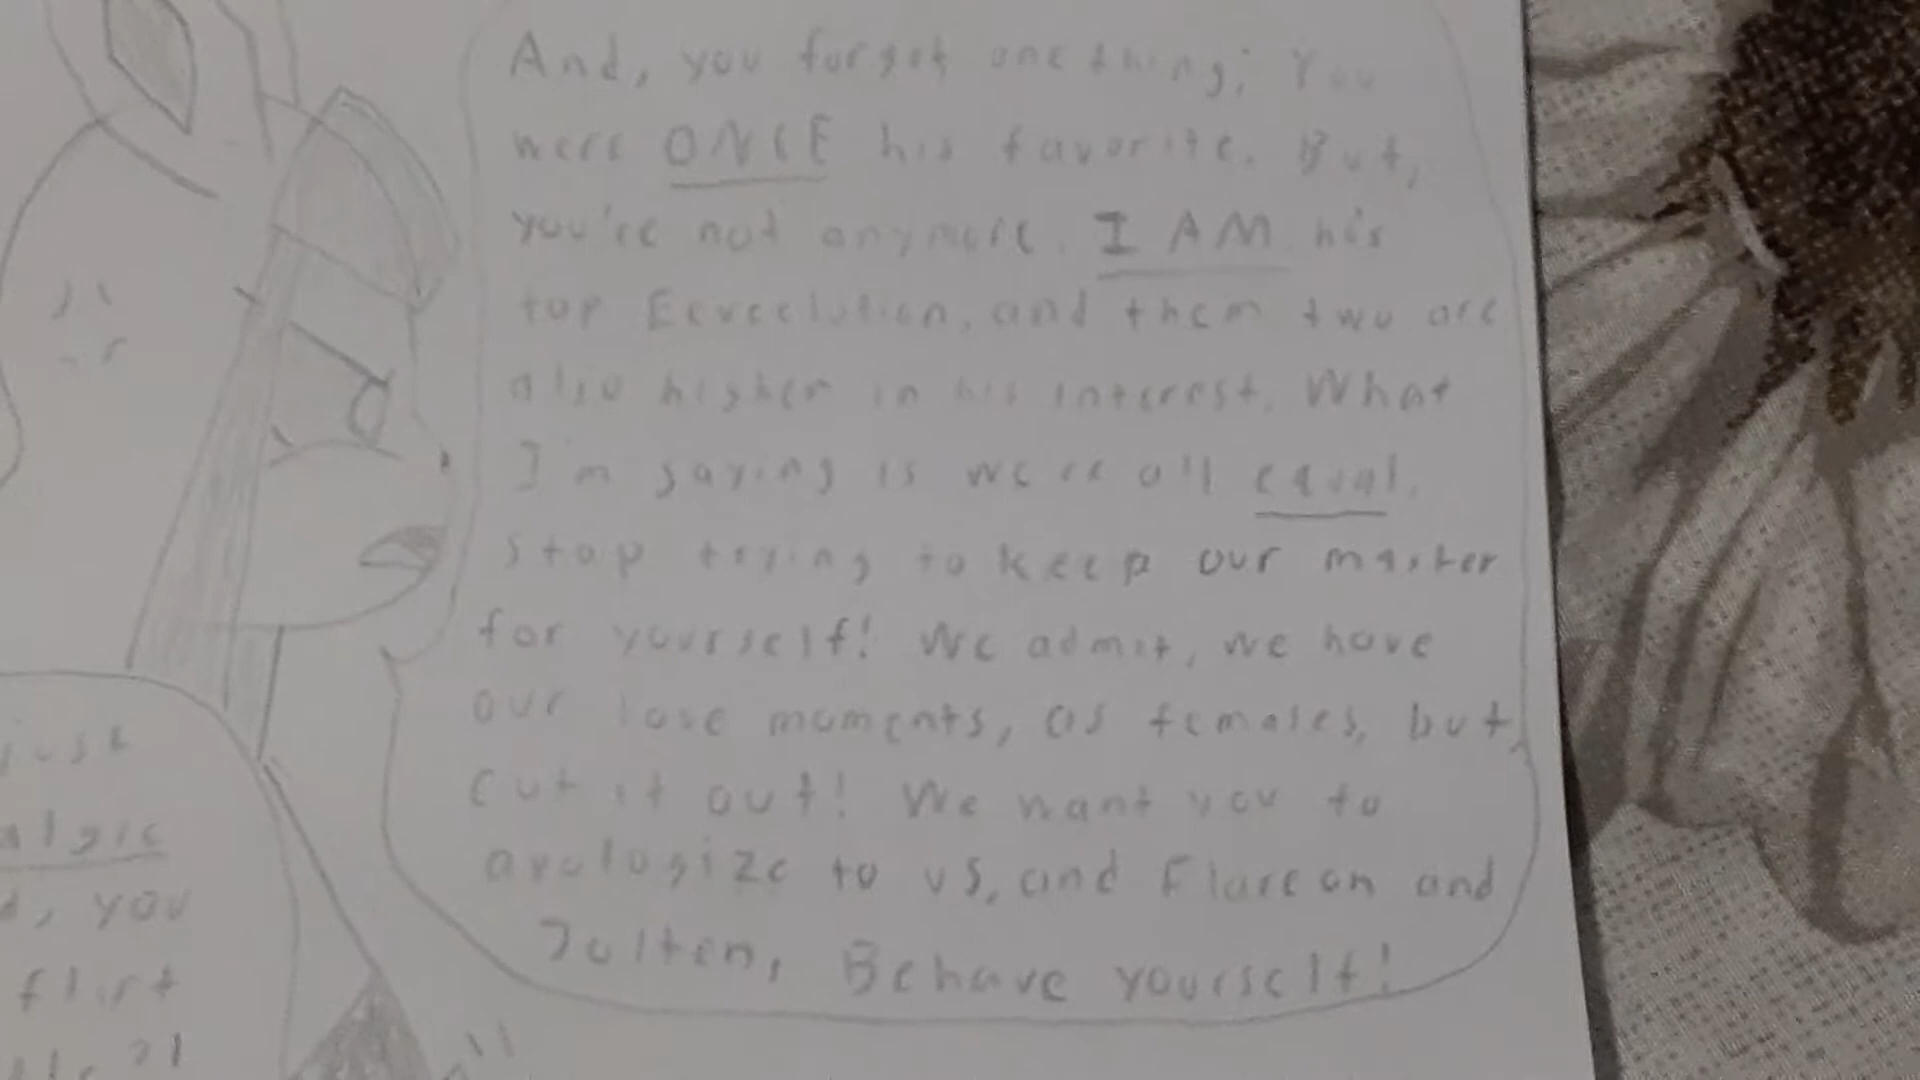 And, you forgot one thing; You
were ONCE his favorite. But,
you're not anymore. I AM his
top Eeveelution, and them two are
also higher in his interest. What
I'm saying is we're all equal.
Stop trying to keep our master
for yourself! We admit, we have
our love moments, as females, but,
cut it out! We want you to
apologize to us, and Flareon and
Jolten, Behave yourself!
just
algic
you
flirt